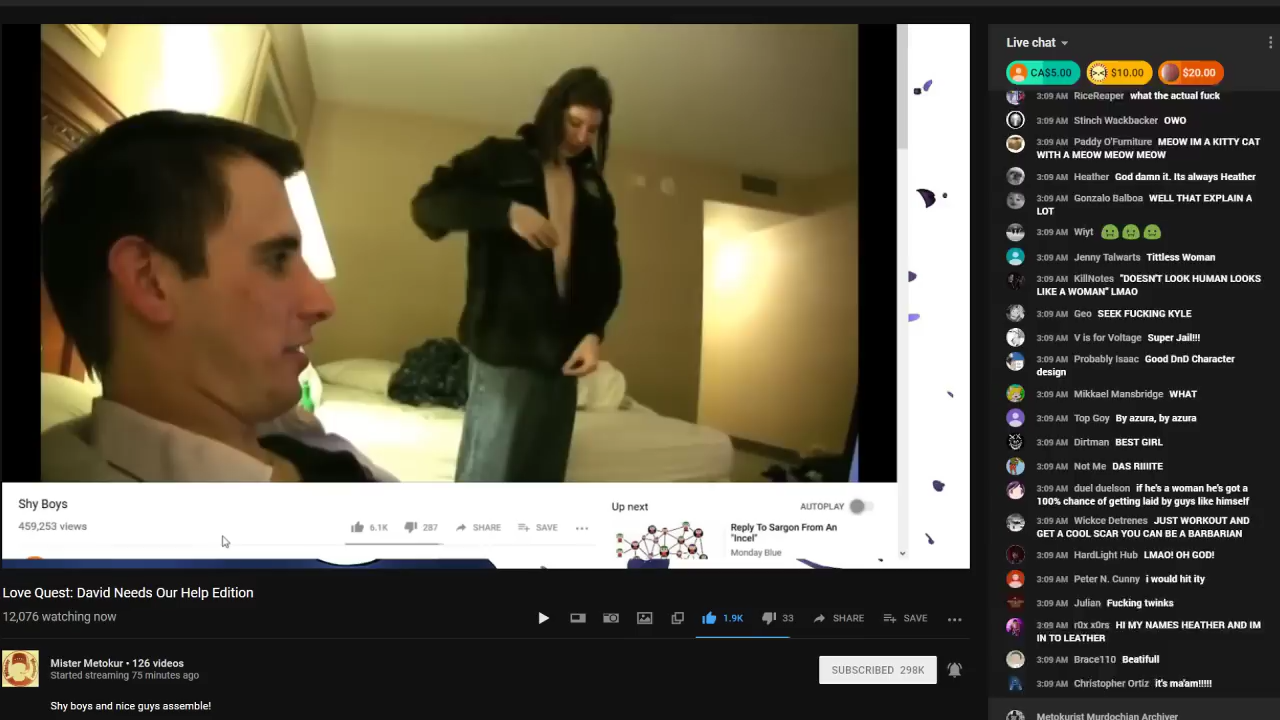 Shy Boys
459,253 views
6.1K
287
SHARE
SAVE
Up next
AUTOPLAY
Reply To Sargon From An
"Incel"
Monday Blue
Love Quest: David Needs Our Help Edition
12,076 watching now
1.9K
33
SHARE
SAVE
Mister Metokur • 126 videos
Started streaming 75 minutes ago
SUBSCRIBED 298K
Shy boys and nice guys assemble!
Live chat
CA$5.00
$10.00
$20.00
3:09 AM RiceReaper what the actual fuck
3:09 AM Stinch Wackbacker OWO
3:09 AM Paddy O'Furniture MEOW IM A KITTY CAT
WITH A MEOW MEOW MEOW
3:09 AM Heather God damn it. Its always Heather
3:09 AM Gonzalo Balboa WELL THAT EXPLAIN A
LOT
3:09 AM Wiyt
3:09 AM Jenny Talwarts Tittless Woman
3:09 AM KillNotes "DOESN'T LOOK HUMAN LOOKS
LIKE A WOMAN" LMAO
3:09 AM Geo SEEK FUCKING KYLE
3:09 AM V is for Voltage Super Jail!!!
3:09 AM Probably Isaac Good DnD Character
design
3:09 AM Mikkael Mansbridge WHAT
3:09 AM Top Goy By azura, by azura
3:09 AM Dirtman BEST GIRL
3:09 AM Not Me DAS RIIIITE
3:09 AM duel duelson if he's a woman he's got a
100% chance of getting laid by guys like himself
3:09 AM Wickce Detrenes JUST WORKOUT AND
GET A COOL SCAR YOU CAN BE A BARBARIAN
3:09 AM HardLight Hub LMAO! OH GOD!
3:09 AM Peter N. Cunny i would hit ity
3:09 AM Julian Fucking twinks
3:09 AM r0x x0rs HI MY NAMES HEATHER AND IM
IN TO LEATHER
3:09 AM Brace110 Beatifull
3:09 AM Christopher Ortiz it's ma'am!!!!!
Metokurist Murdochian Archiver